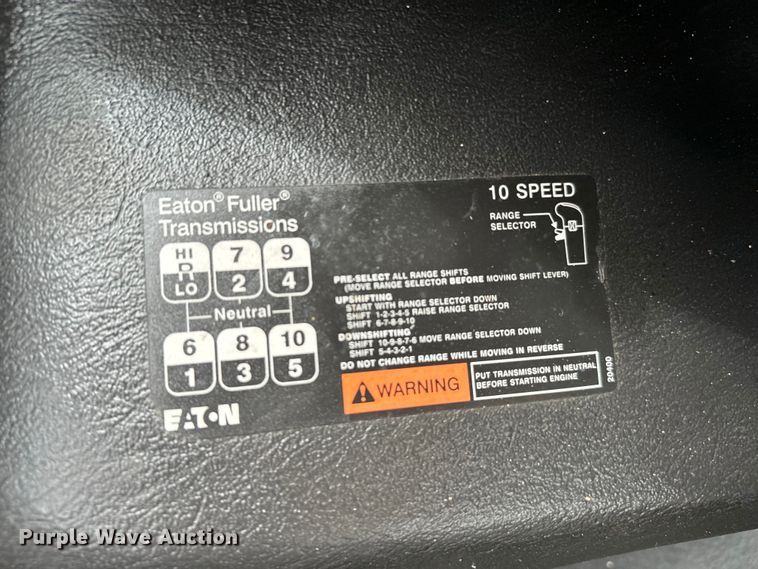 Eaton® Fuller®
Transmissions
10 SPEED
RANGE
SELECTOR
HI
R
LO
7
2
9
4
Neutral
6
1
8
3
10
5
PRE-SELECT ALL RANGE SHIFTS
(MOVE RANGE SELECTOR BEFORE MOVING SHIFT LEVER)
UPSHIFTING
START WITH RANGE SELECTOR DOWN
SHIFT 1-2-3-4-5 RAISE RANGE SELECTOR
SHIFT 6-7-8-9-10
DOWNSHIFTING
SHIFT 10-9-8-7-6 MOVE RANGE SELECTOR DOWN
SHIFT 5-4-3-2-1
DO NOT CHANGE RANGE WHILE MOVING IN REVERSE
WARNING
PUT TRANSMISSION IN NEUTRAL
BEFORE STARTING ENGINE
20400
EATON
Purple Wave Auction